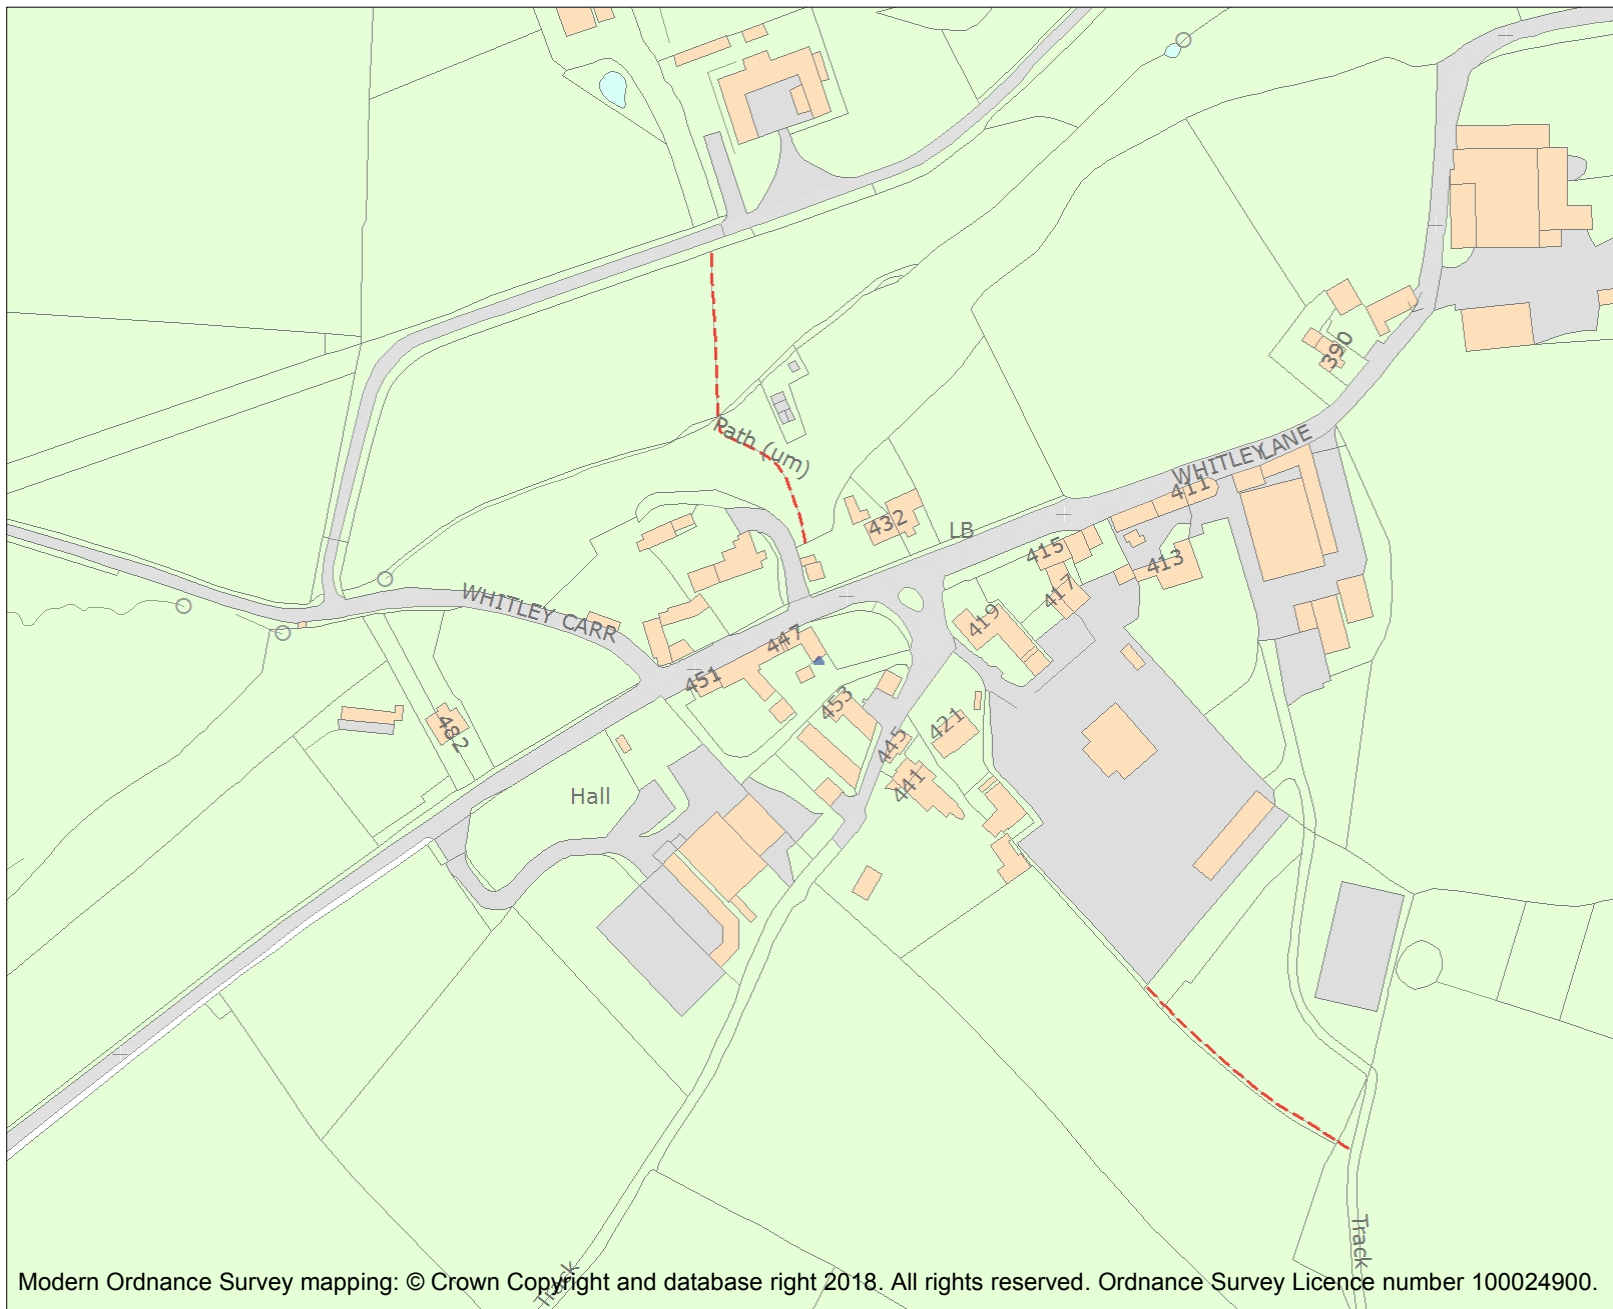 390
WHITLEY LANE
411
Path (um)
432
LB
415
413
417
WHITLEY CARR
419
447
451
453
421
482
445
441
Hall
Track
Track
Modern Ordnance Survey mapping: © Crown Copyright and database right 2018. All rights reserved. Ordnance Survey Licence number 100024900.